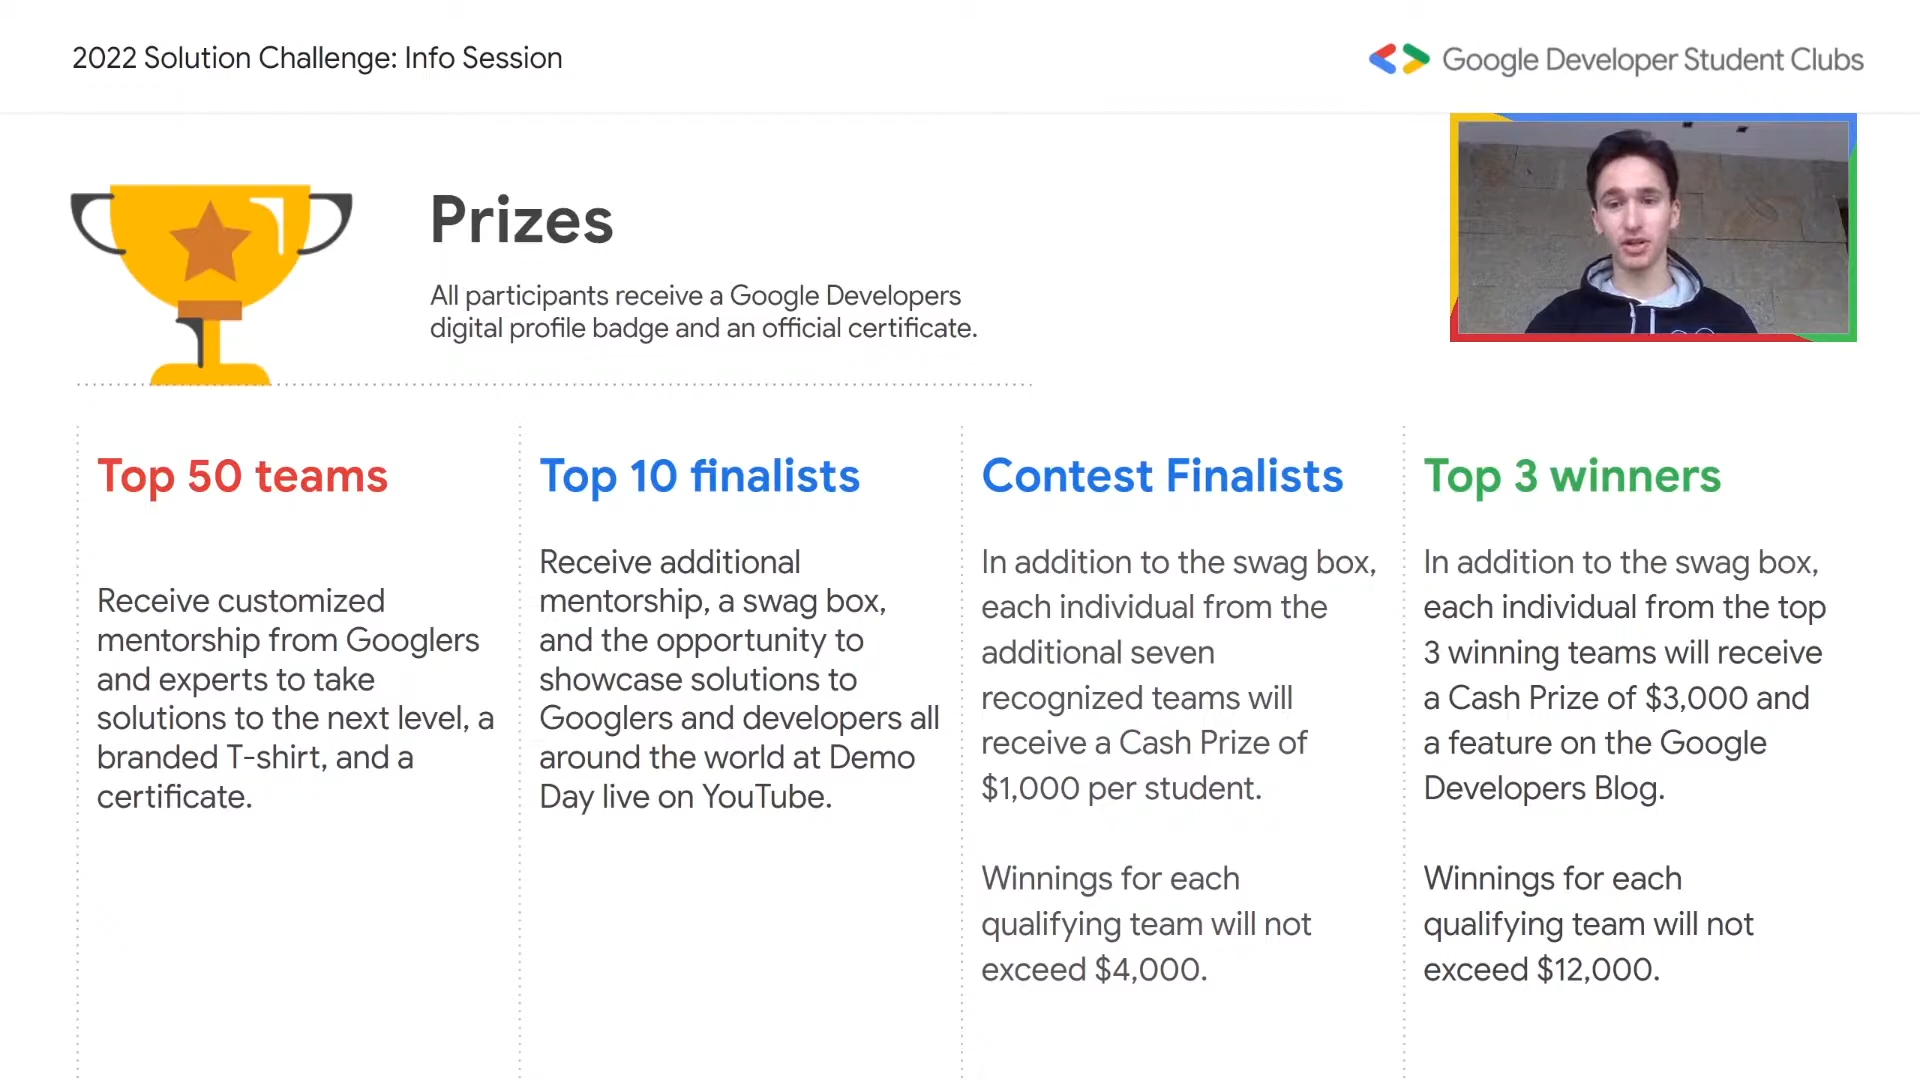 2022 Solution Challenge: Info Session
Google Developer Student Clubs
Prizes
All participants receive a Google Developers
digital profile badge and an official certificate.
Top 50 teams
Receive customized
mentorship from Googlers
and experts to take
solutions to the next level, a
branded T-shirt, and a
certificate.
Top 10 finalists
Receive additional
mentorship, a swag box,
and the opportunity to
showcase solutions to
Googlers and developers all
around the world at Demo
Day live on YouTube.
Contest Finalists
In addition to the swag box,
each individual from the
additional seven
recognized teams will
receive a Cash Prize of
$1,000 per student.
Winnings for each
qualifying team will not
exceed $4,000.
Top 3 winners
In addition to the swag box,
each individual from the top
3 winning teams will receive
a Cash Prize of $3,000 and
a feature on the Google
Developers Blog.
Winnings for each
qualifying team will not
exceed $12,000.